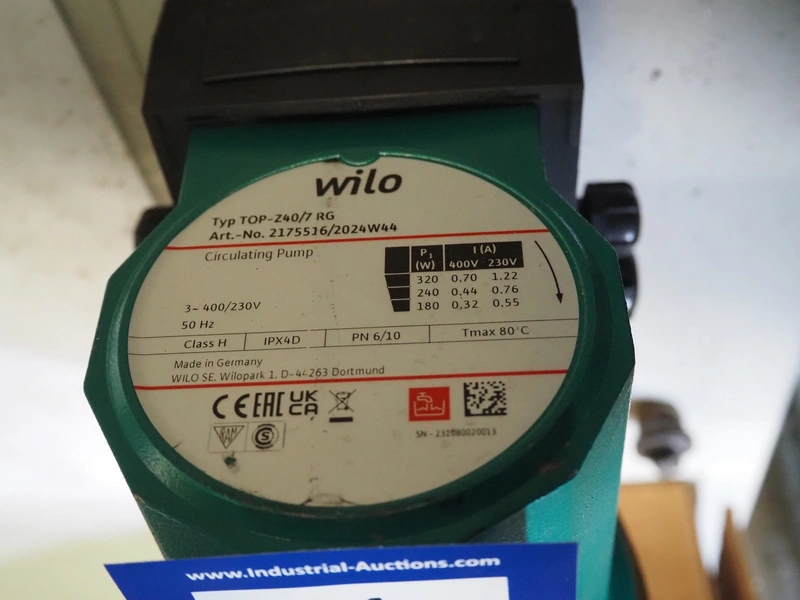 wilo
Typ TOP-Z40/7 RG
Art.-No. 2175516/2024W44
Circulating Pump
P1 (W) I (A)
400V 230V
320 0.70 1.22
240 0,44 0.76
180 0,32 0.55
3~ 400/230V
50 Hz
Class H IPX4D PN 6/10 Tmax 80°C
Made in Germany
WILO SE, Wilopark 1, D-44263 Dortmund
CE EAC UK CA
SN - 231080020013
www.Industrial-Auctions.com